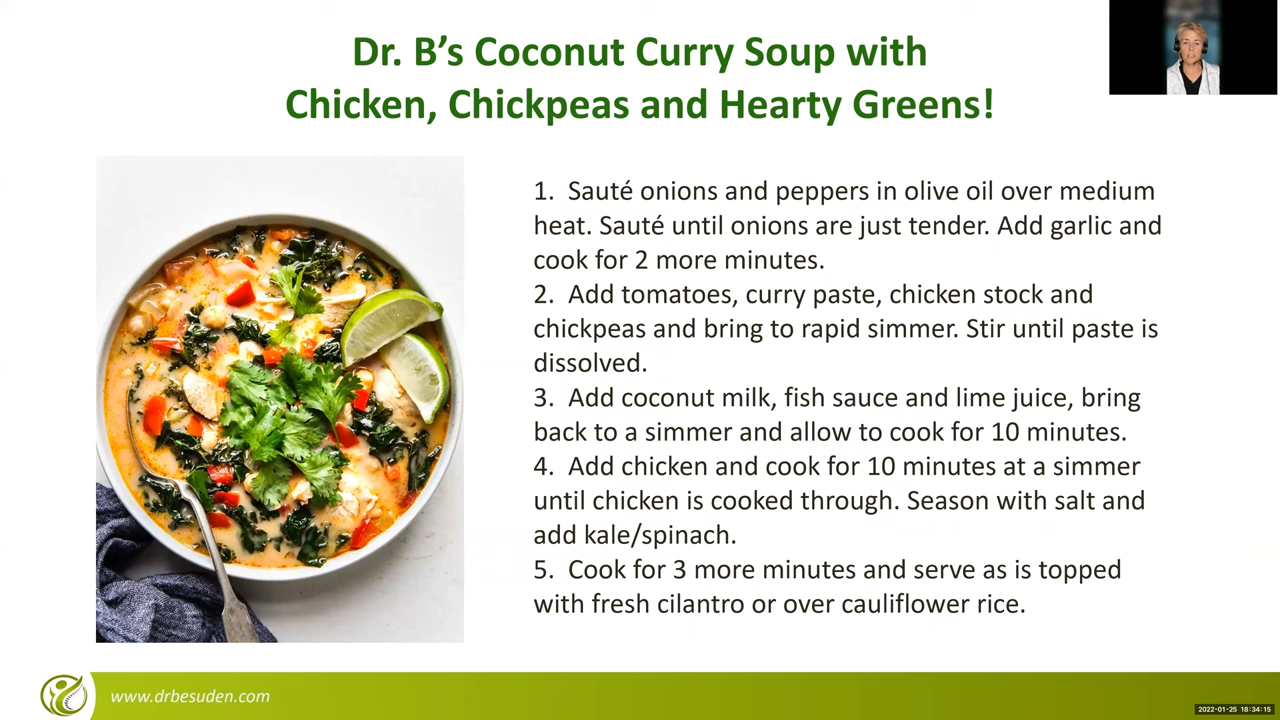 Dr. B’s Coconut Curry Soup with
Chicken, Chickpeas and Hearty Greens!
1. Sauté onions and peppers in olive oil over medium
heat. Sauté until onions are just tender. Add garlic and
cook for 2 more minutes.
2. Add tomatoes, curry paste, chicken stock and
chickpeas and bring to rapid simmer. Stir until paste is
dissolved.
3. Add coconut milk, fish sauce and lime juice, bring
back to a simmer and allow to cook for 10 minutes.
4. Add chicken and cook for 10 minutes at a simmer
until chicken is cooked through. Season with salt and
add kale/spinach.
5. Cook for 3 more minutes and serve as is topped
with fresh cilantro or over cauliflower rice.
www.drbesuden.com
2022-01-25 18:34:15